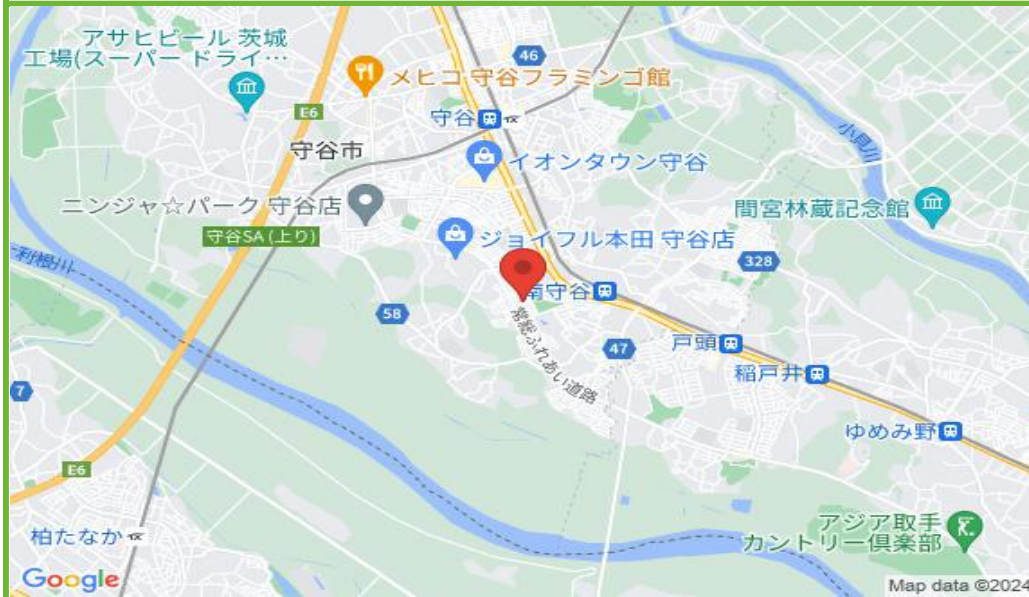 アサヒビール 茨城
工場(スーパー ドライ…
46
メヒコ 守谷フラミンゴ館
E6
守谷
守谷市
小貝川
イオンタウン守谷
ニンジャ☆パーク 守谷店
間宮林蔵記念館
守谷SA (上り)
ジョイフル本田 守谷店
利根川
328
南守谷
58
常総ふれあい道路
47
戸頭
稲戸井
7
ゆめみ野
E6
柏たなか
アジア取手
カントリー倶楽部
Google
Map data ©2024